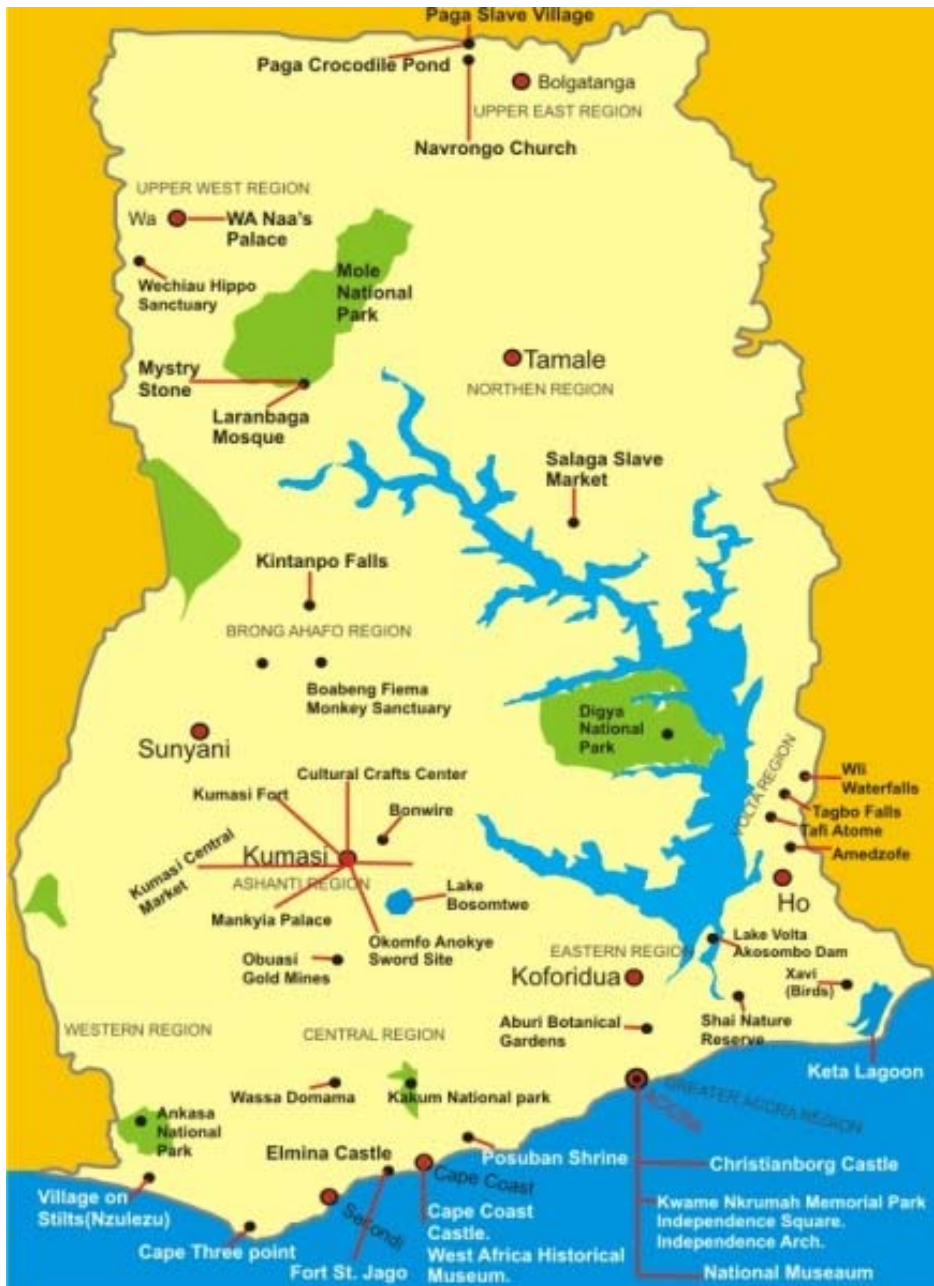 Paga Slave Village
Paga Crocodile Pond
Bolgatanga
UPPER EAST REGION
Navrongo Church
UPPER WEST REGION
Wa
WA Naa's
Palace
Wechiau Hippo
Sanctuary
Mole
National
Park
Mystry
Stone
Laranbaga
Mosque
Tamale
NORTHEN REGION
Salaga Slave
Market
Kintanpo Falls
BRONG AHAFO REGION
Boabeng Fiema
Monkey Sanctuary
Sunyani
Digya
National
Park
VOLTA REGION
Wli
Waterfalls
Tagbo Falls
Tafi Atome
Amedzofe
Ho
Cultural Crafts Center
Kumasi Fort
Bonwire
Kumasi
Kumasi Central
Market
ASHANTI REGION
Mankyia Palace
Lake
Bosomtwe
Okomfo Anokye
Sword Site
Obuasi
Gold Mines
EASTERN REGION
Koforidua
Lake Volta
Akosombo Dam
Xavi
(Birds)
Shai Nature
Reserve
Aburi Botanical
Gardens
Keta Lagoon
WESTERN REGION
CENTRAL REGION
Wassa Domama
Kakum National park
GREATER ACCRA REGION
ACCRA
Ankasa
National
Park
Elmina Castle
Posuban Shrine
Cape Coast
Village on
Stilts(Nzulezu)
Secondi
Cape Three point
Fort St. Jago
Cape Coast
Castle.
West Africa Historical
Museum.
Christianborg Castle
Kwame Nkrumah Memorial Park
Independence Square.
Independence Arch.
National Museaum